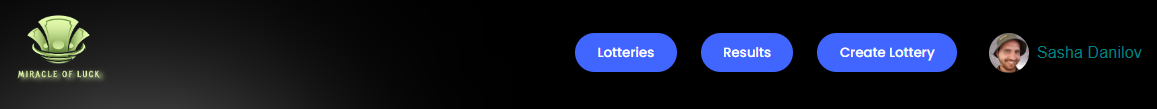 MIRACLE OF LUCK
Lotteries
Results
Create Lottery
Sasha Danilov